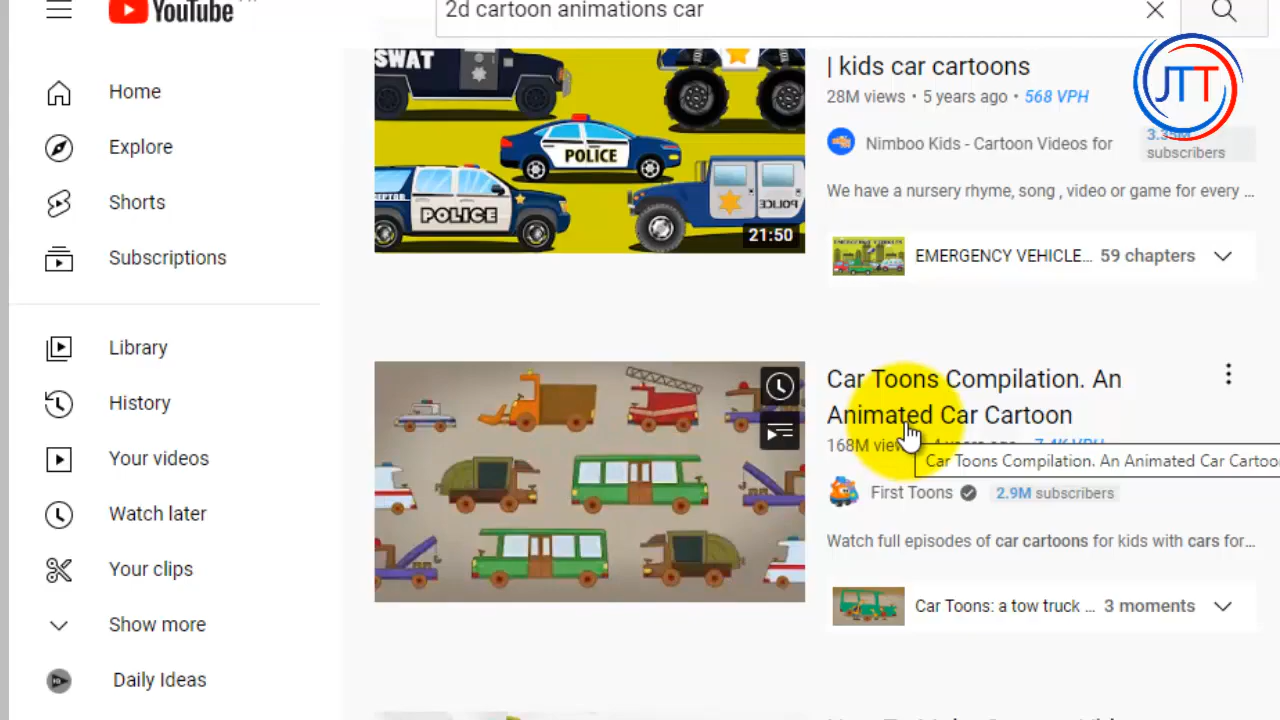 YouTube
2d cartoon animations car
JTT
Home
Explore
Shorts
Subscriptions
Library
History
Your videos
Watch later
Your clips
Show more
Daily Ideas
SWAT
POLICE
POLICE
POLICE
21:50
| kids car cartoons
28M views • 5 years ago • 568 VPH
Nimboo Kids - Cartoon Videos for
subscribers
We have a nursery rhyme, song , video or game for every ...
EMERGENCY VEHICLE... 59 chapters
Car Toons Compilation. An
Animated Car Cartoon
168M
Car Toons Compilation. An Animated Car Cartoo
First Toons 2.9M subscribers
Watch full episodes of car cartoons for kids with cars for...
Car Toons: a tow truck ... 3 moments